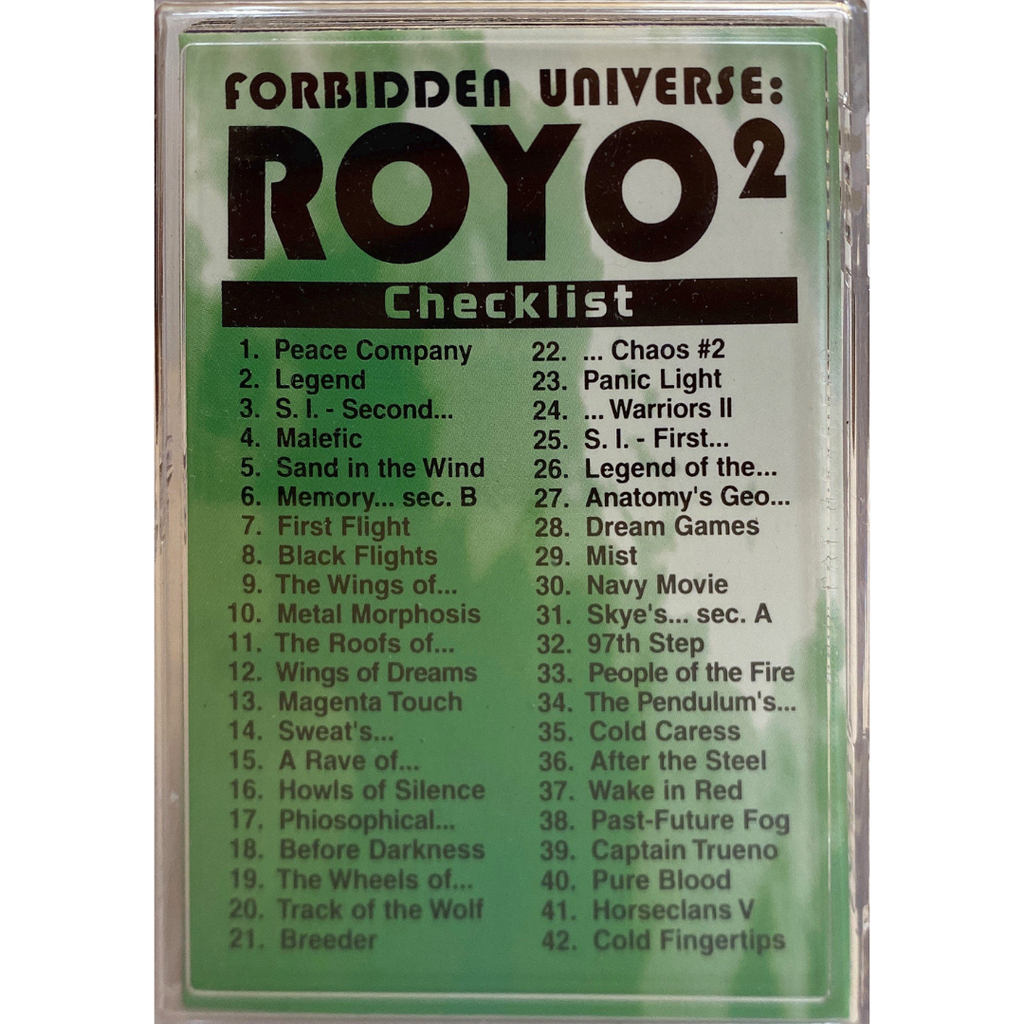 FORBIDDEN UNIVERSE:
ROYO²
Checklist
1. Peace Company
2. Legend
3. S. I. - Second...
4. Malefic
5. Sand in the Wind
6. Memory... sec. B
7. First Flight
8. Black Flights
9. The Wings of...
10. Metal Morphosis
11. The Roofs of...
12. Wings of Dreams
13. Magenta Touch
14. Sweat's...
15. A Rave of...
16. Howls of Silence
17. Phiosophical...
18. Before Darkness
19. The Wheels of...
20. Track of the Wolf
21. Breeder
22. ... Chaos #2
23. Panic Light
24. ... Warriors II
25. S. I. - First...
26. Legend of the...
27. Anatomy's Geo...
28. Dream Games
29. Mist
30. Navy Movie
31. Skye's... sec. A
32. 97th Step
33. People of the Fire
34. The Pendulum's...
35. Cold Caress
36. After the Steel
37. Wake in Red
38. Past-Future Fog
39. Captain Trueno
40. Pure Blood
41. Horseclans V
42. Cold Fingertips